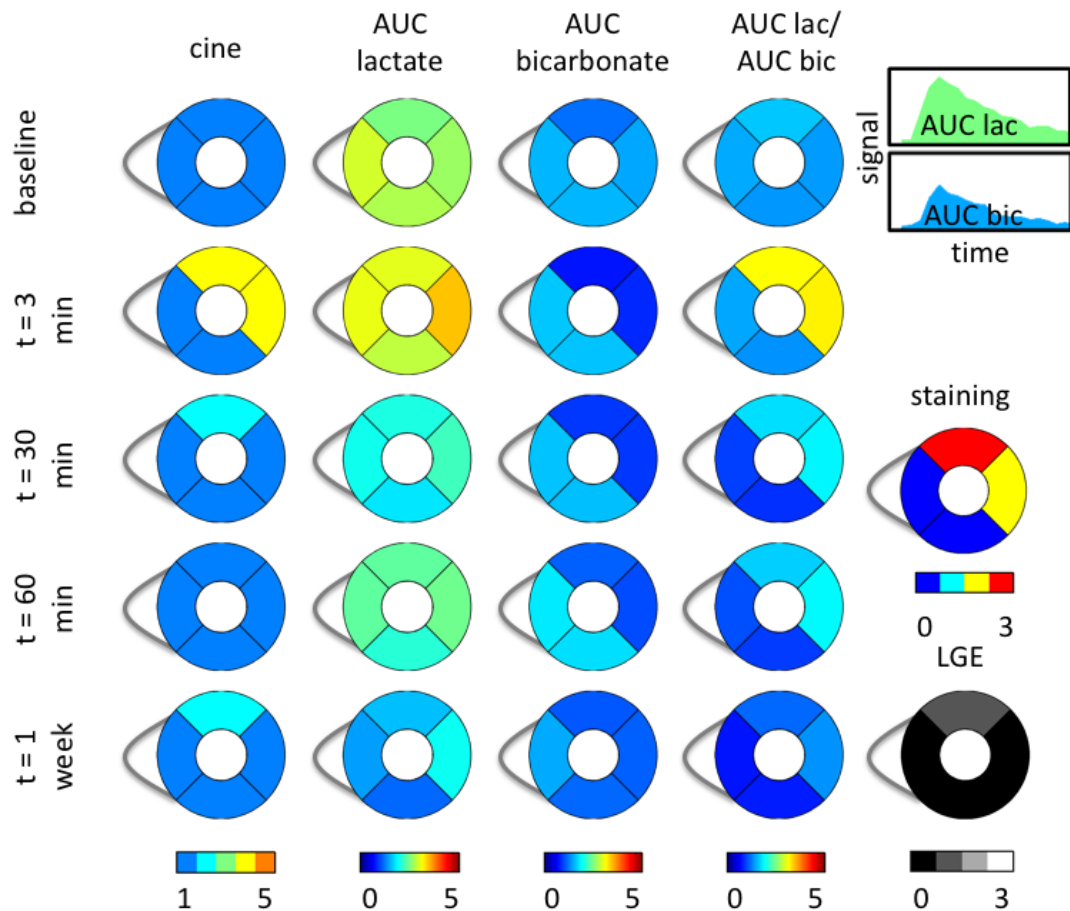 cine
AUC
lactate
AUC
bicarbonate
AUC lac/
AUC bic
signal
AUC lac
AUC bic
time
baseline
t = 3
min
t = 30
min
staining
0 3
t = 60
min
LGE
t = 1
week
1 5
0 5
0 5
0 5
0 3